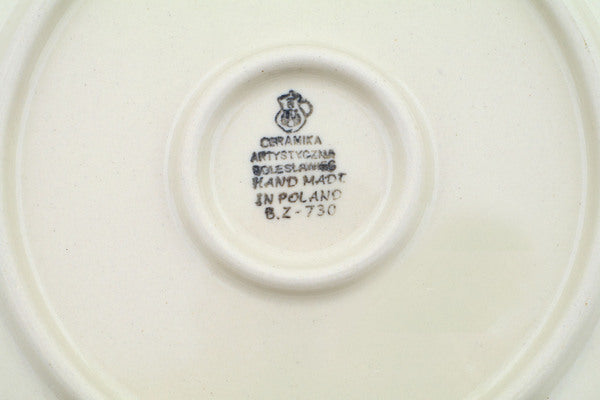 CERAMIKA
ARTYSTYCZNA
BOLESŁAWIEC
HAND MADE
IN POLAND
B.Z-730